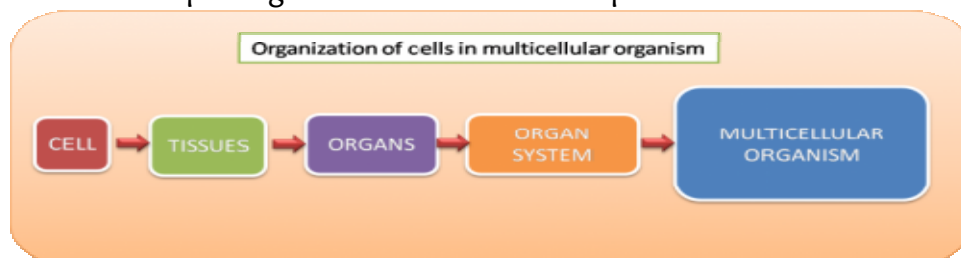 Organization of cells in multicellular organism
CELL
TISSUES
ORGANS
ORGAN
SYSTEM
MULTICELLULAR
ORGANISM